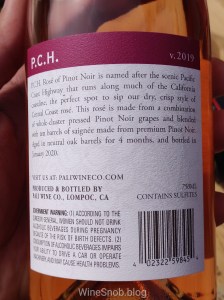 P.C.H.
v. 2019
P.C.H. Rosé of Pinot Noir is named after the scenic Pacific
Coast Highway that runs along much of the California
coastline, the perfect spot to sip our dry, crisp style of
Central Coast rosé. This rosé is made from a combination
of whole-cluster pressed Pinot Noir grapes and blended
with ten barrels of saignée made from premium Pinot Noir
aged in neutral oak barrels for 4 months, and bottled in
January 2020.
VISIT US AT: PALIWINECO.COM
PRODUCED & BOTTLED BY
PALI WINE CO., LOMPOC, CA
750ML
CONTAINS SULFITES
GOVERNMENT WARNING: (1) ACCORDING TO THE
SURGEON GENERAL, WOMEN SHOULD NOT DRINK
ALCOHOLIC BEVERAGES DURING PREGNANCY
BECAUSE OF THE RISK OF BIRTH DEFECTS. (2)
CONSUMPTION OF ALCOHOLIC BEVERAGES IMPAIRS
YOUR ABILITY TO DRIVE A CAR OR OPERATE
MACHINERY, AND MAY CAUSE HEALTH PROBLEMS.
WineSnob.blog